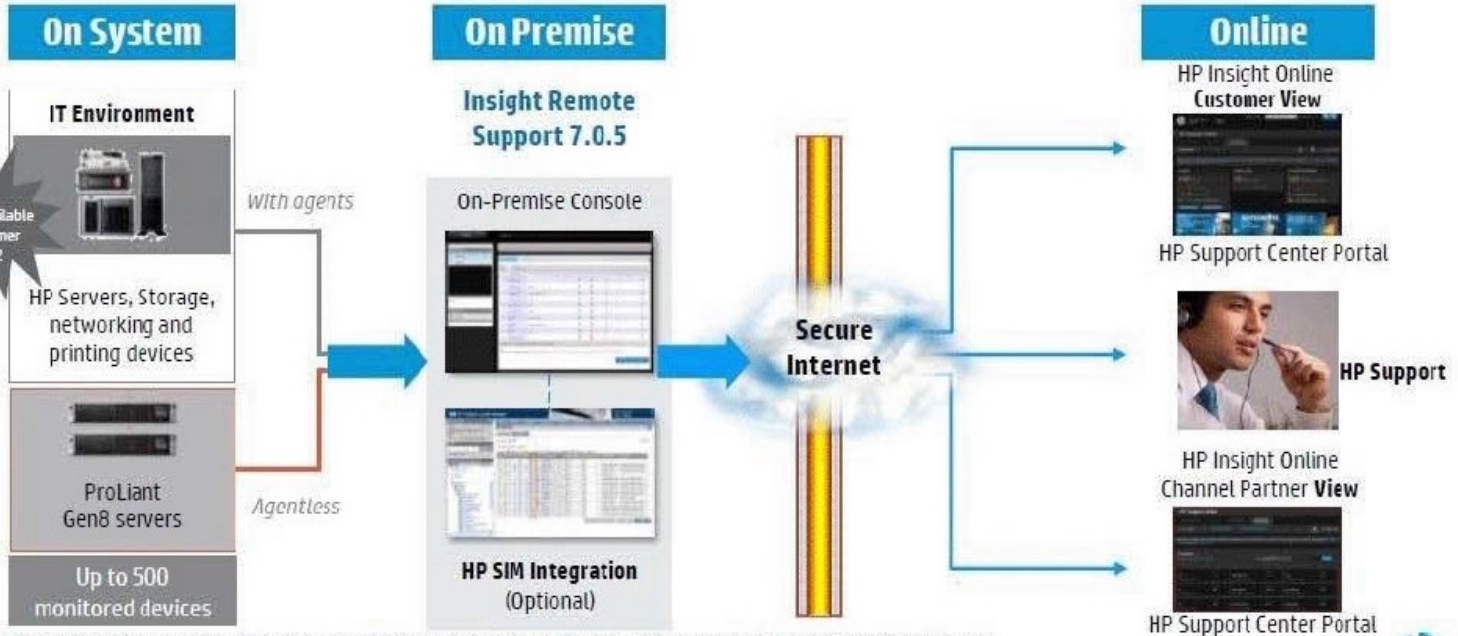 On System
On Premise
Online
IT Environment
HP Servers, Storage,
networking and
printing devices
ProLiant
Gen8 servers
Up to 500
monitored devices
With agents
Agentless
Insight Remote
Support 7.0.5
On-Premise Console
HP SIM Integration
(Optional)
Secure
Internet
HP Insight Online
Customer View
HP Support Center Portal
HP Support
HP Insight Online
Channel Partner View
HP Support Center Portal